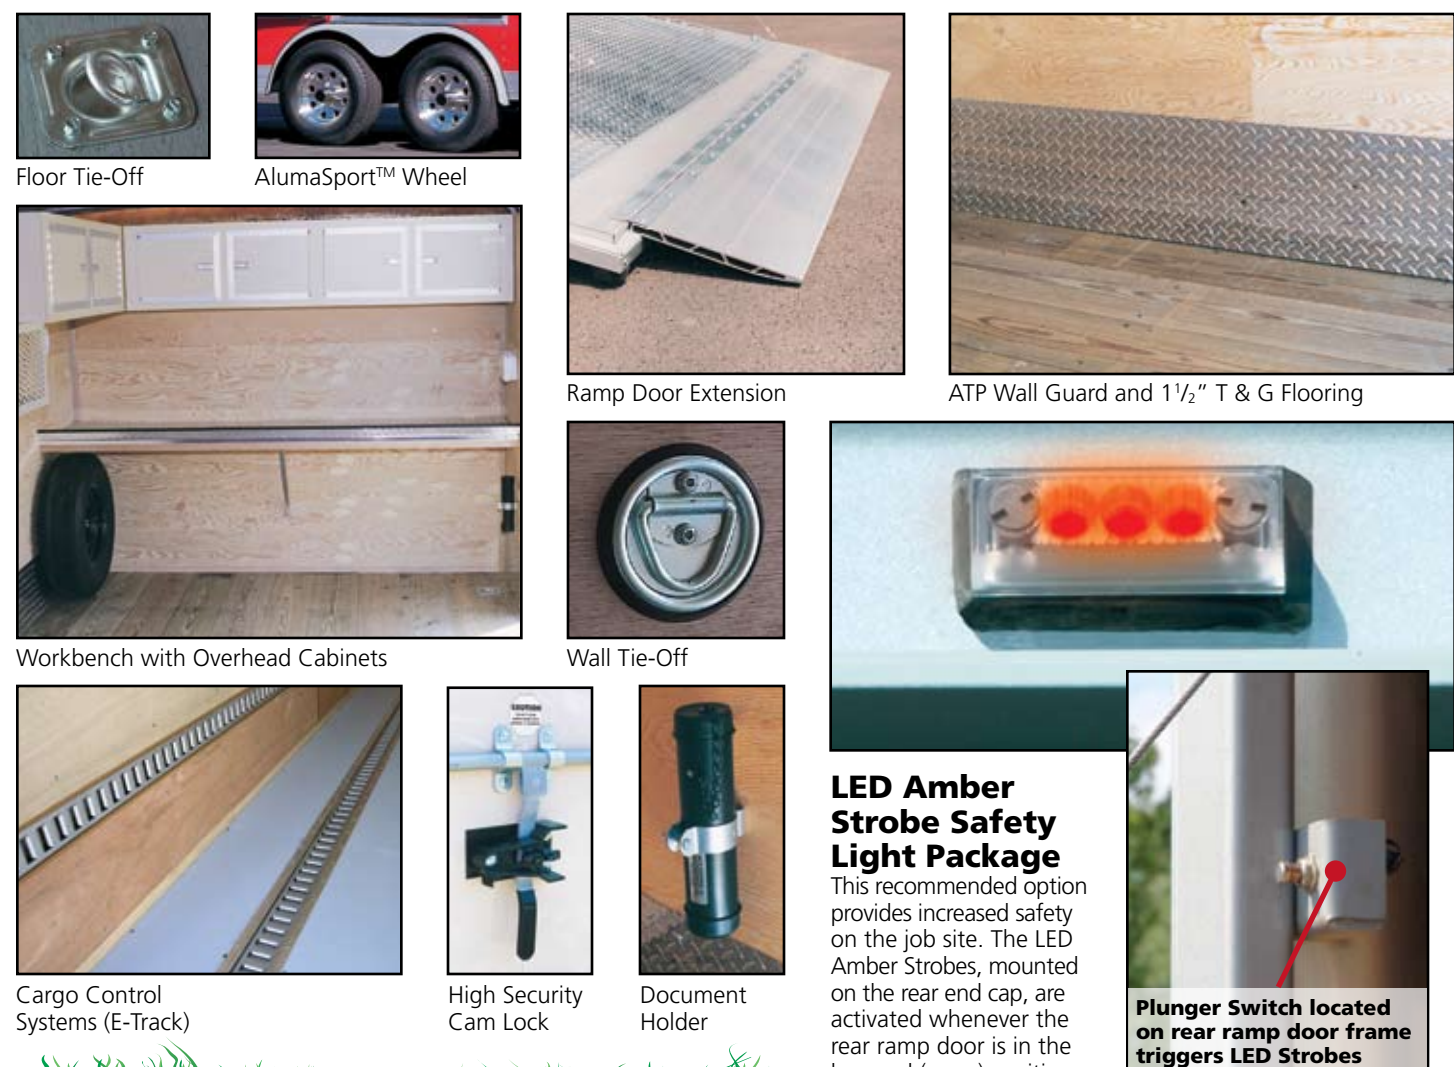 Floor Tie-Off
AlumaSport™ Wheel
Ramp Door Extension
ATP Wall Guard and 1 1/2” T & G Flooring
Workbench with Overhead Cabinets
Wall Tie-Off
CAUTION
Cargo Control
Systems (E-Track)
High Security
Cam Lock
Document
Holder
LED Amber
Strobe Safety
Light Package
This recommended option
provides increased safety
on the job site. The LED
Amber Strobes, mounted
on the rear end cap, are
activated whenever the
rear ramp door is in the
Plunger Switch located
on rear ramp door frame
triggers LED Strobes